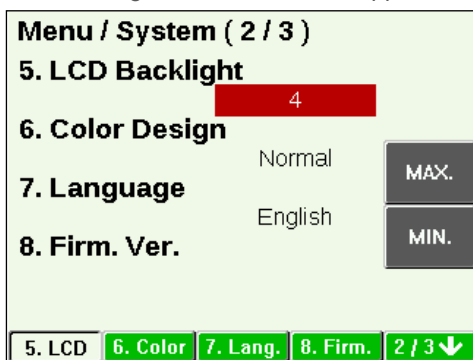 Menu / System ( 2 / 3 )
5. LCD Backlight
4
6. Color Design
Normal
MAX.
7. Language
English
MIN.
8. Firm. Ver.
5. LCD 6. Color 7. Lang. 8. Firm. 2 / 3